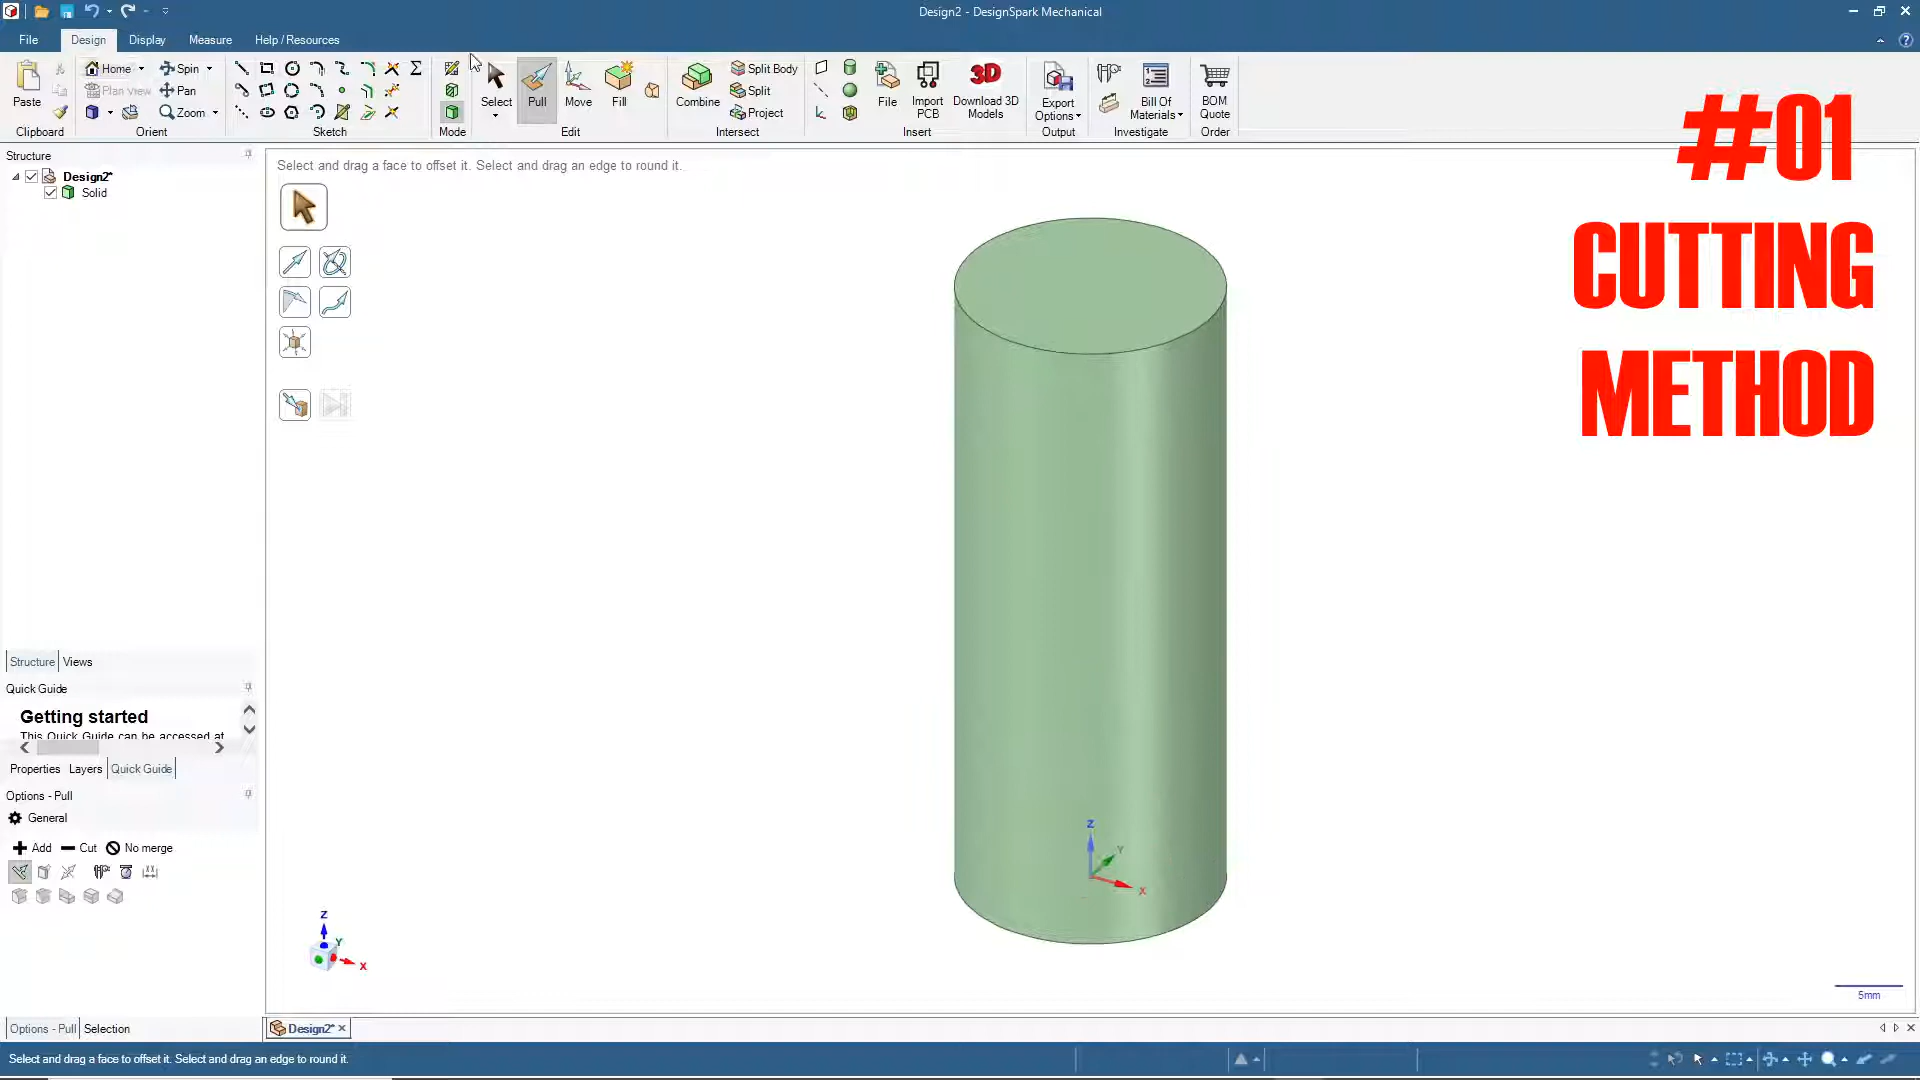 Design2 - DesignSpark Mechanical
File Design Display Measure Help / Resources
Paste
Clipboard
Home Spin
Plan view Pan
Zoom
Orient
Sketch
Mode
Select Pull Move Fill
Edit
Combine
Split Body
Split
Project
Intersect
File
Import PCB
Download 3D Models
3D
Insert
Export Options
Output
Bill Of Materials
Investigate
BOM Quote
Order
#01
CUTTING
METHOD
Structure
Design2*
Solid
Select and drag a face to offset it. Select and drag an edge to round it.
Structure Views
Quick Guide
Getting started
This Quick Guide can be accessed at
Properties Layers Quick Guide
Options - Pull
General
Add Cut No merge
Z
Y
X
Z
Y
X
5mm
Options - Pull Selection
Design2*
Select and drag a face to offset it. Select and drag an edge to round it.